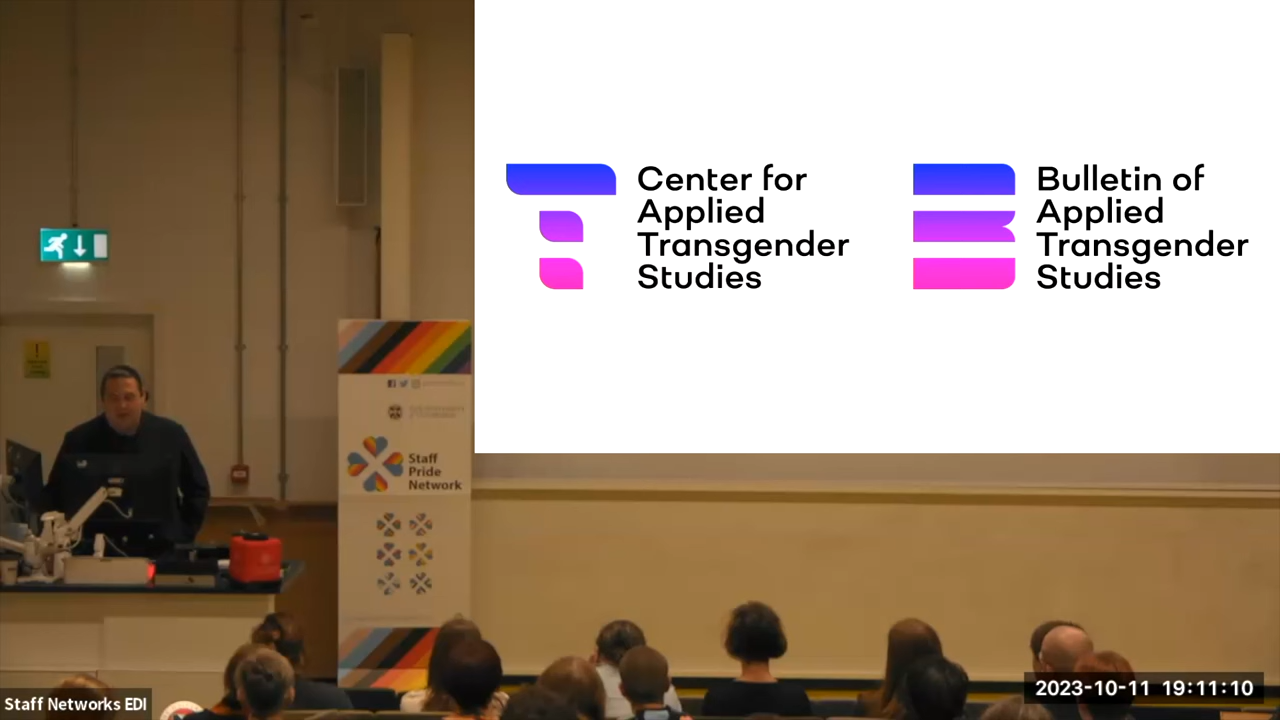 Center for
Applied
Transgender
Studies
Bulletin of
Applied
Transgender
Studies
Staff
Pride
Network
Staff Networks EDI
2023-10-11 19:11:10